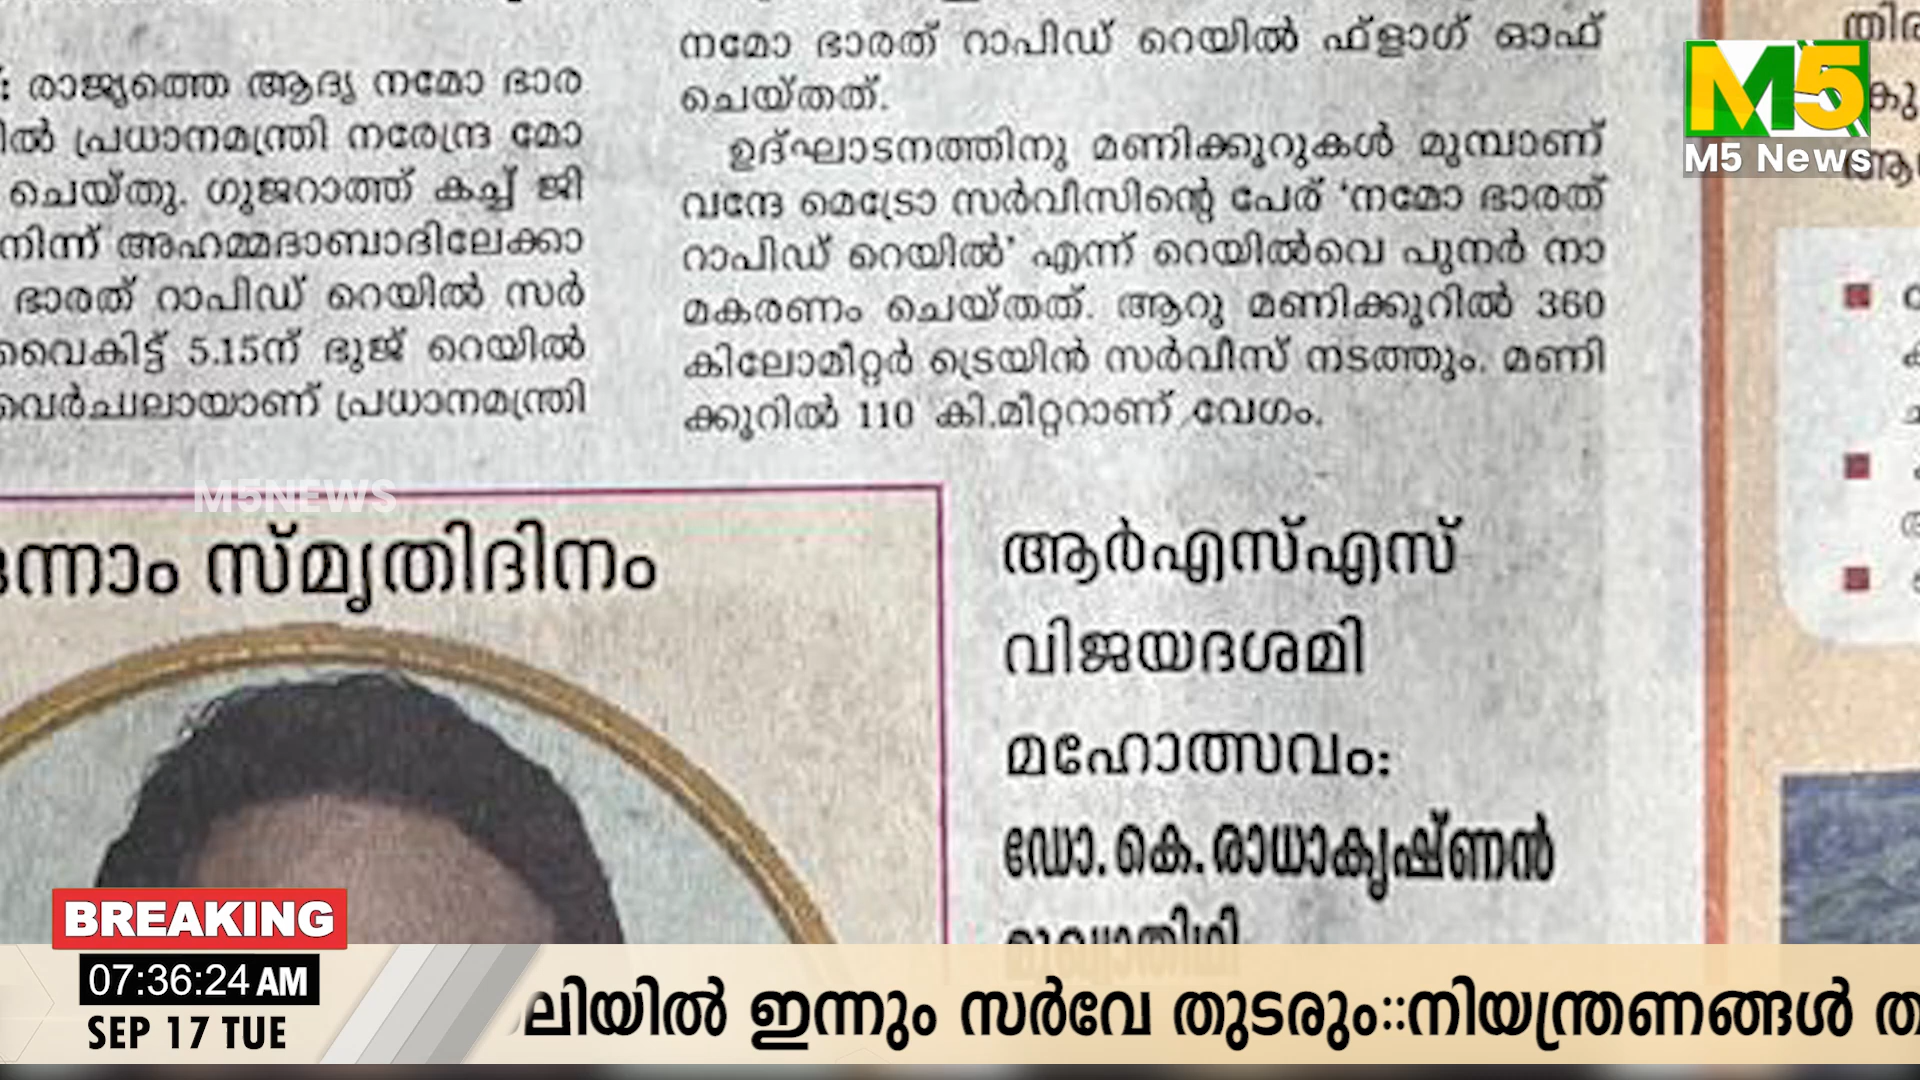 : രാജ്യത്തെ ആദ്യ നമോ ഭാര
ിൽ പ്രധാനമന്ത്രി നരേന്ദ്ര മോ
ചെയ്തു. ഗുജറാത്ത് കച്ച് ജി
നിന്ന് അഹമ്മദാബാദിലേക്കാ
ഭാരത് റാപിഡ് റെയിൽ സർ
വൈകിട്ട് 5.15ന് ഭുജ് റെയിൽ
വെർച്വലായാണ് പ്രധാനമന്ത്രി
നമോ ഭാരത് റാപിഡ് റെയിൽ ഫ്ളാഗ് ഓഫ്
ചെയ്തത്.
ഉദ്ഘാടനത്തിനു മണിക്കൂറുകൾ മുമ്പാണ്
വന്ദേ മെട്രോ സർവീസിന്റെ പേര് ‘നമോ ഭാരത്
റാപിഡ് റെയിൽ’ എന്ന് റെയിൽവെ പുനർ നാ
മകരണം ചെയ്തത്. ആറു മണിക്കൂറിൽ 360
കിലോമീറ്റർ ട്രെയിൻ സർവീസ് നടത്തും. മണി
ക്കൂറിൽ 110 കി.മീറ്ററാണ് വേഗം.
M5
M5 News
M5NEWS
ന്നാം സ്മൃതിദിനം
ആർഎസ്എസ്
വിജയദശമി
മഹോത്സവം:
ഡോ. കെ. രാധാകൃഷ്ണൻ
BREAKING
07:36:24 AM
SEP 17 TUE
ലിയിൽ ഇന്നും സർവേ തുടരും::നിയന്ത്രണങ്ങൾ ത